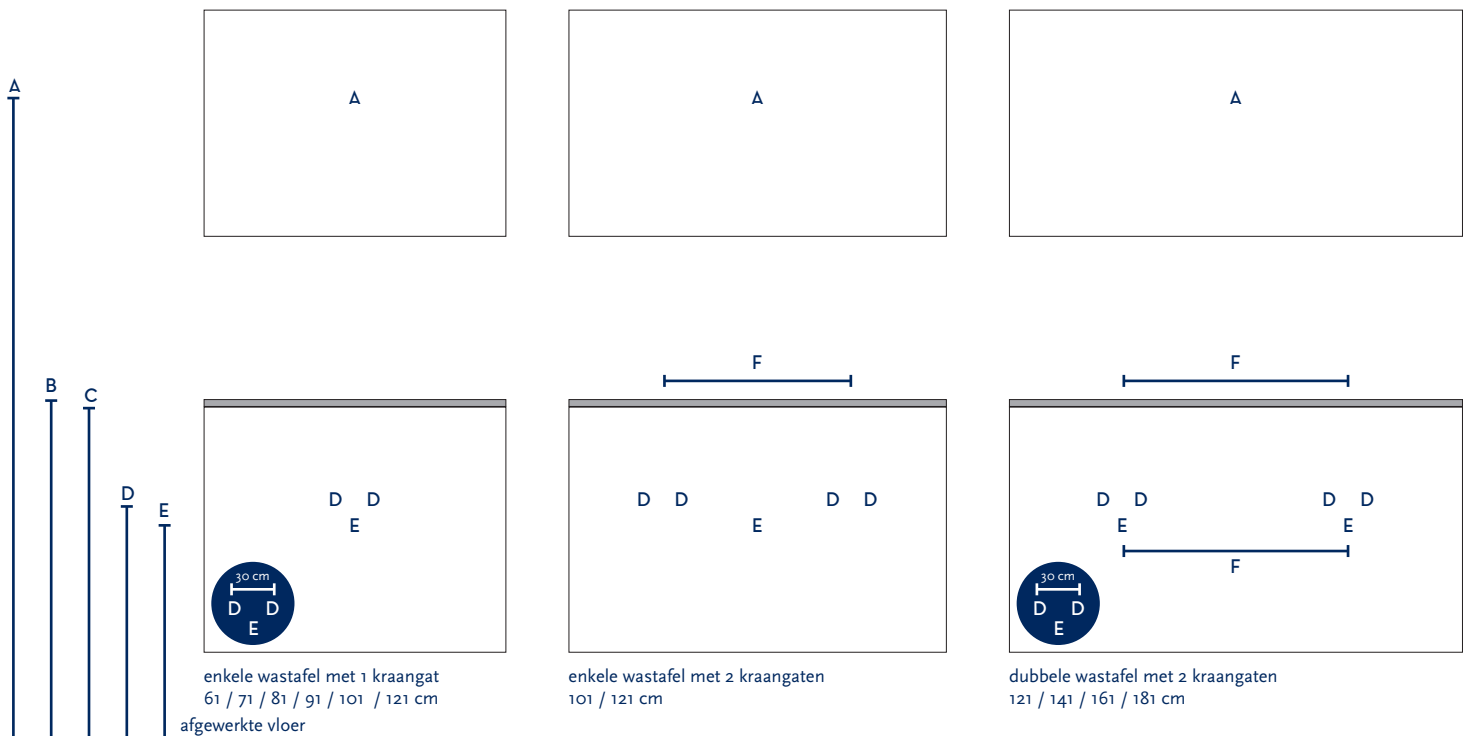 A
A
A
A
F
F
B
C
D
E
D D
E
D D D D
E
D D D D
E E
F
30 cm
D D
E
30 cm
D D
E
enkele wastafel met 1 kraangat
61 / 71 / 81 / 91 / 101 / 121 cm
enkele wastafel met 2 kraangaten
101 / 121 cm
dubbele wastafel met 2 kraangaten
121 / 141 / 161 / 181 cm
afgewerkte vloer